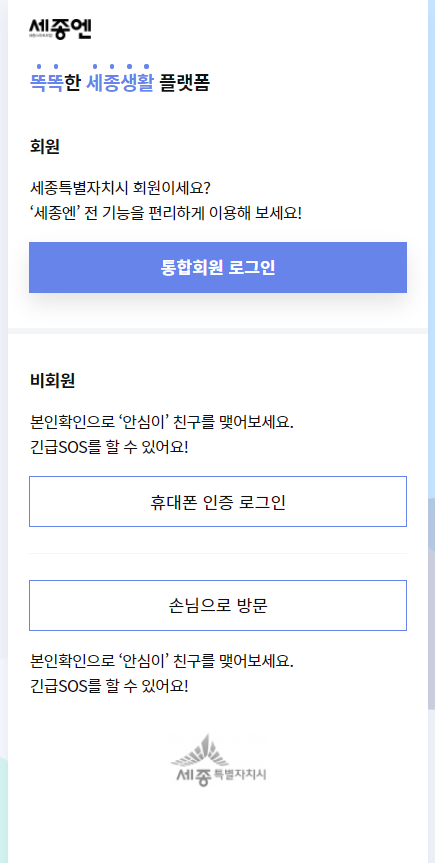 세종엔
똑똑한 세종생활 플랫폼
회원
세종특별자치시 회원이세요?
‘세종엔’ 전 기능을 편리하게 이용해 보세요!
통합회원 로그인
비회원
본인확인으로 ‘안심이’ 친구를 맺어보세요.
긴급SOS를 할 수 있어요!
휴대폰 인증 로그인
손님으로 방문
본인확인으로 ‘안심이’ 친구를 맺어보세요.
긴급SOS를 할 수 있어요!
세종특별자치시